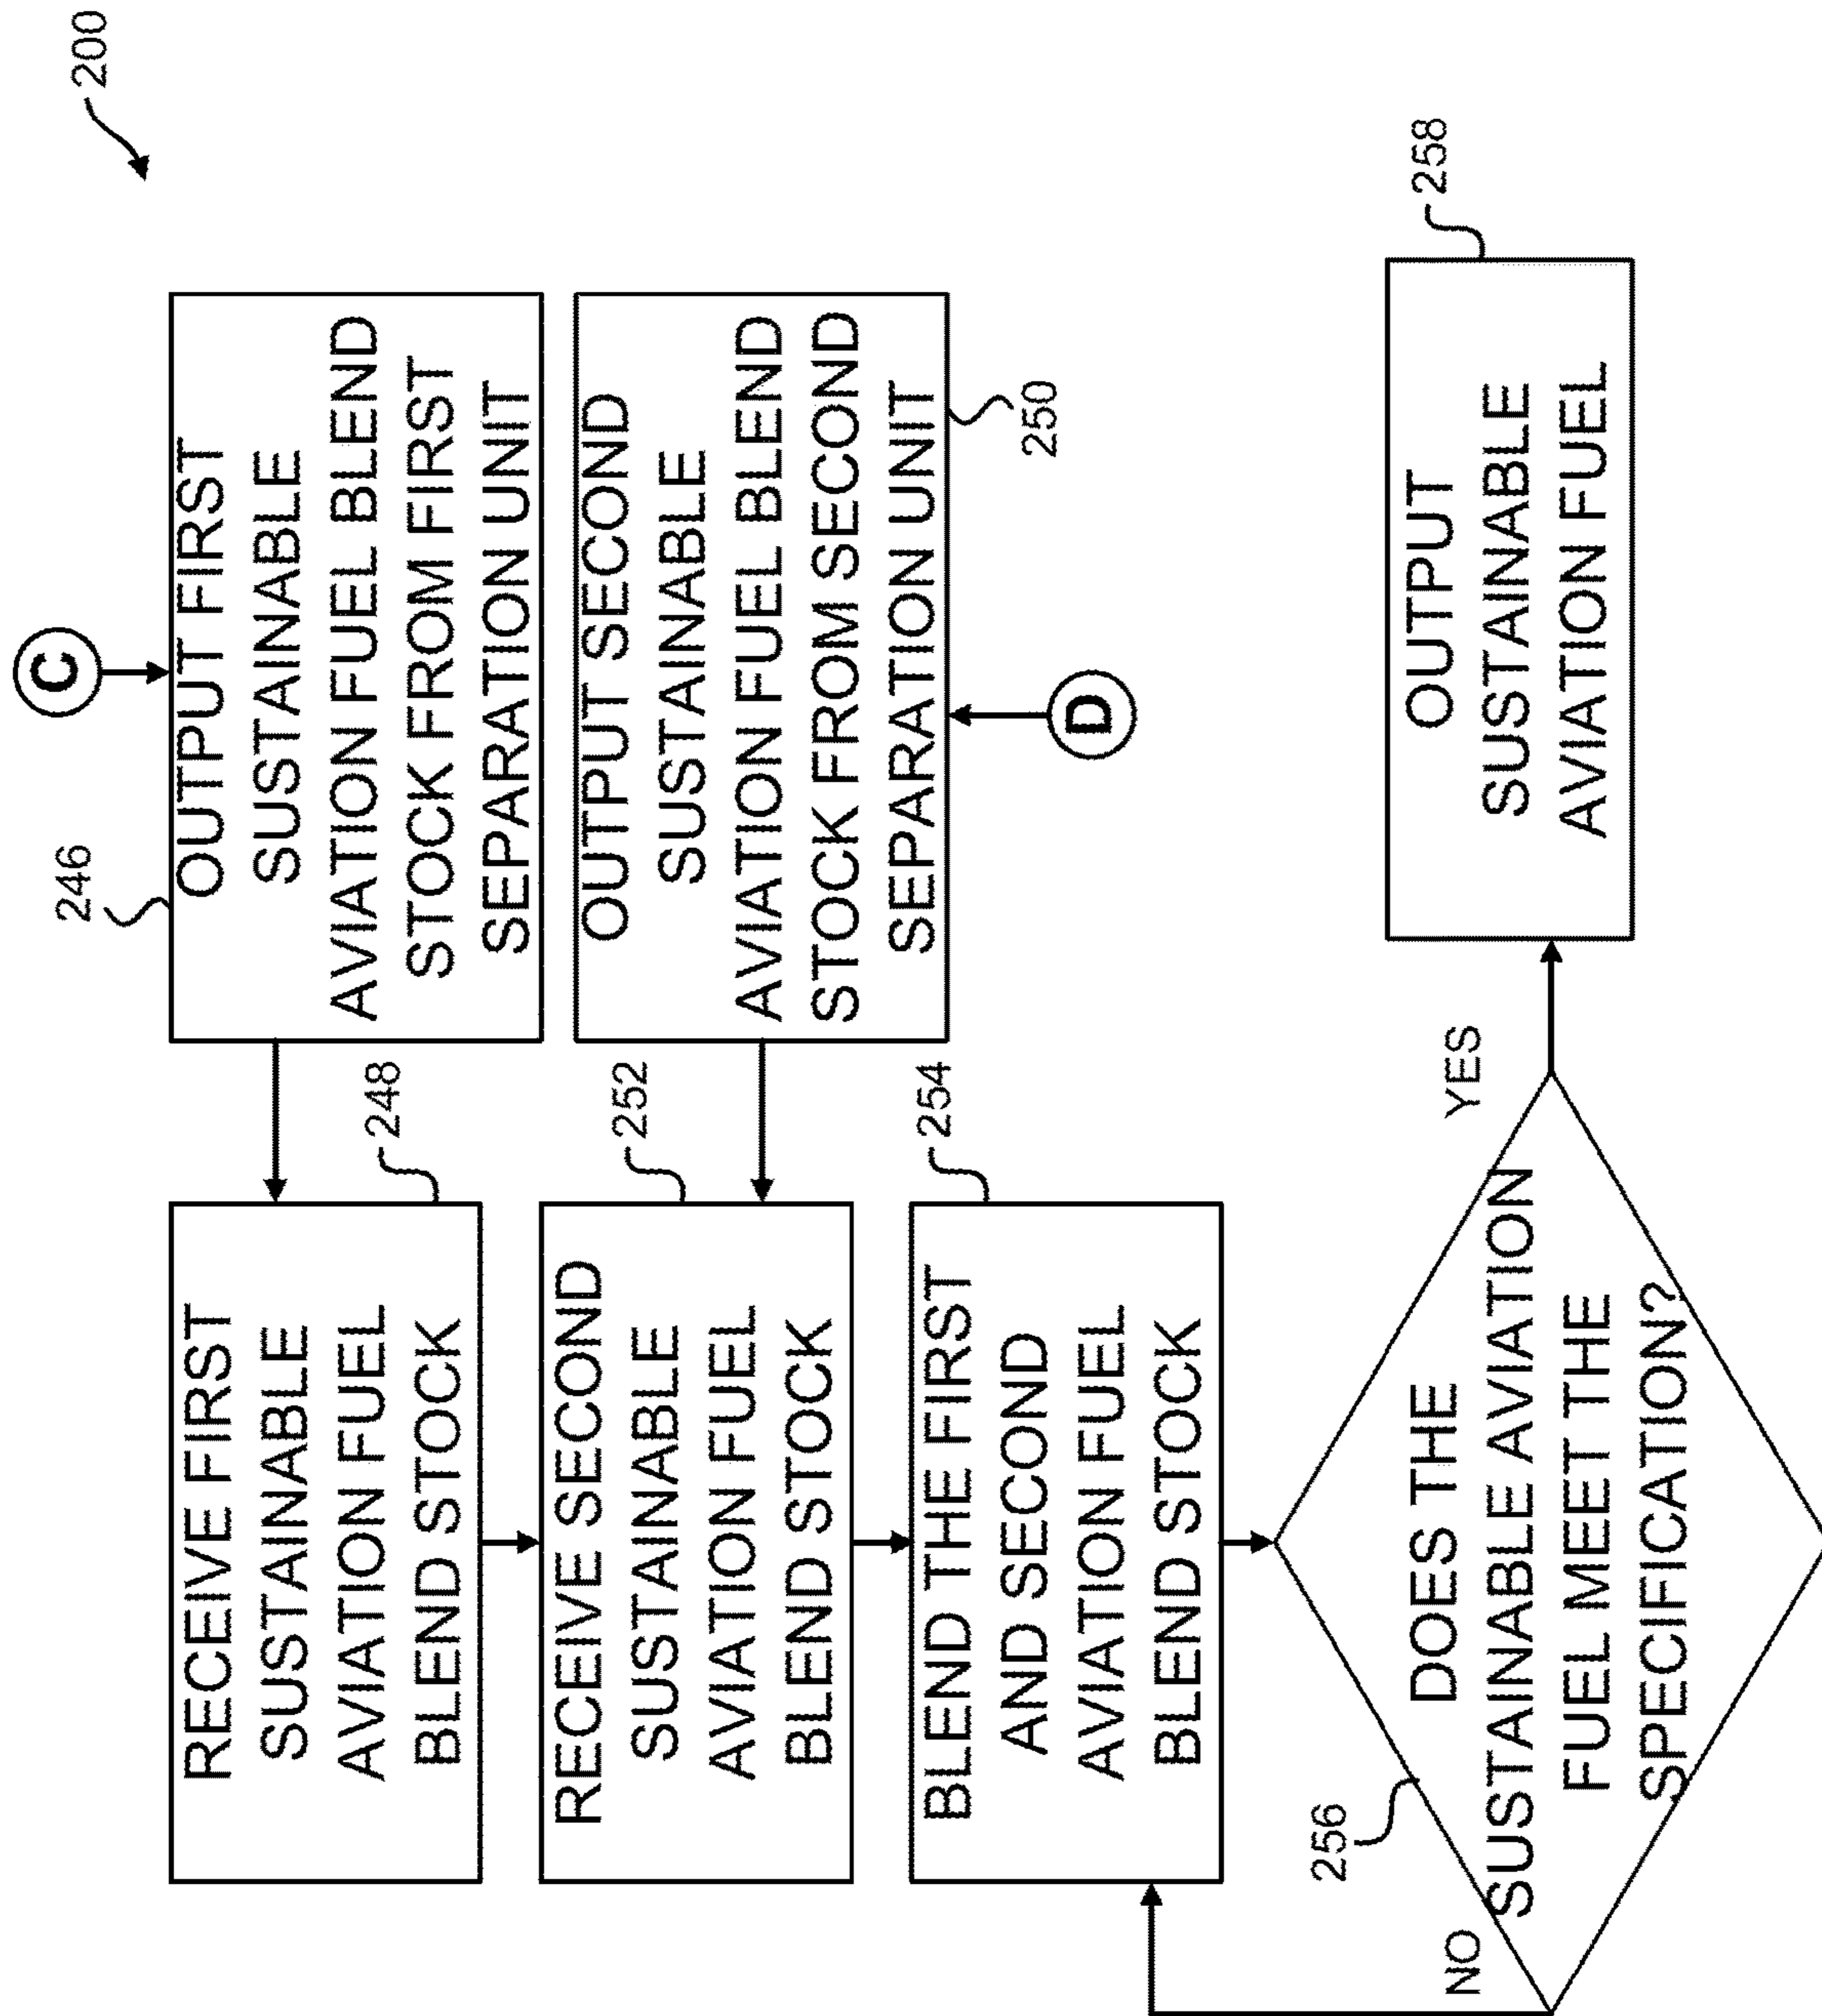 200
C
246
OUTPUT FIRST
SUSTAINABLE
AVIATION FUEL BLEND
STOCK FROM FIRST
SEPARATION UNIT
RECEIVE FIRST
SUSTAINABLE
AVIATION FUEL
BLEND STOCK
248
OUTPUT SECOND
SUSTAINABLE
AVIATION FUEL BLEND
STOCK FROM SECOND
SEPARATION UNIT
250
D
RECEIVE SECOND
SUSTAINABLE
AVIATION FUEL
BLEND STOCK
252
BLEND THE FIRST
AND SECOND
AVIATION FUEL
BLEND STOCK
254
256
DOES THE
SUSTAINABLE AVIATION
FUEL MEET THE
SPECIFICATION?
NO
YES
OUTPUT
SUSTAINABLE
AVIATION FUEL
258